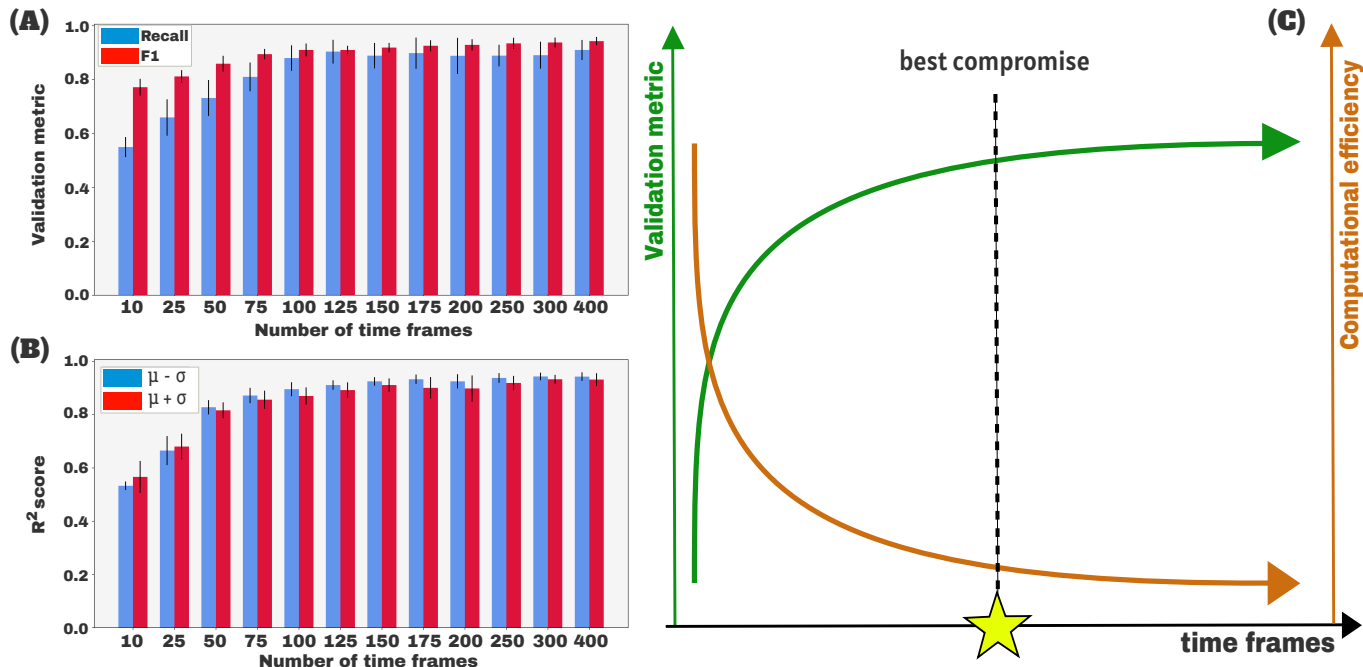 (A)
1.0
0.8
0.6
0.4
0.2
0.0
Validation metric
Recall
F1
10 25 50 75 100 125 150 175 200 250 300 400
Number of time frames
(B)
1.0
0.8
0.6
0.4
0.2
0.0
R² score
μ - σ
μ + σ
10 25 50 75 100 125 150 175 200 250 300 400
Number of time frames
(C)
best compromise
Validation metric
Computational efficiency
time frames